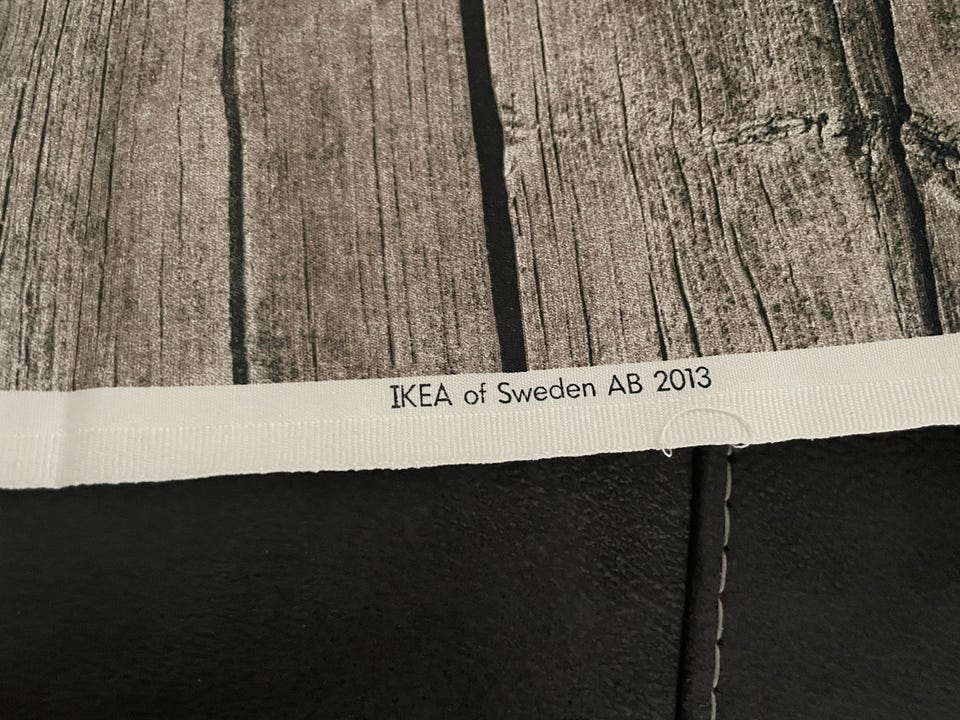 IKEA of Sweden AB 2013